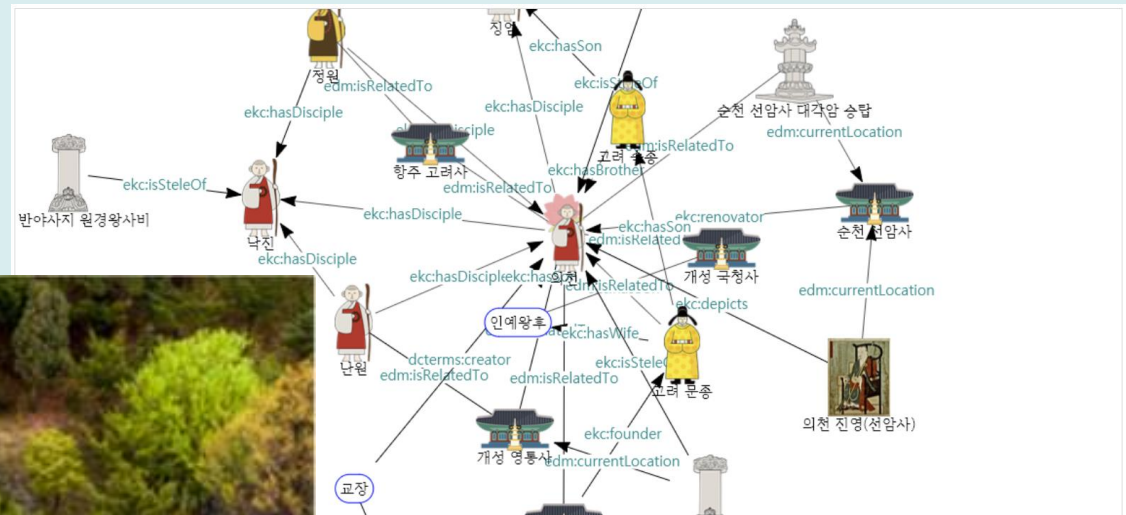 징엄
ekc:hasSon
정원
edm:isRelatedTo
ekc:isSteleOf
순천 선암사 대각암 승탑
ekc:hasDisciple
ekc:hasDisciple
edm:currentLocation
항주 고려사
고려 숙종
edm:isRelatedTo
ekc:hasBrother
edm:isRelatedTo
ekc:isSteleOf
반야사지 원경왕사비
낙진
ekc:hasDisciple
ekc:renovator
ekc:hasSon
순천 선암사
ekc:hasDisciple
의천
개성 국청사
ekc:hasDisciple
edm:isRelatedTo
edm:currentLocation
ekc:depicts
인예왕후
ekc:hasWife
난원
dcterms:creator
edm:isRelatedTo
edm:isRelatedTo
고려 문종
의천 진영(선암사)
ekc:founder
개성 영통사
edm:currentLocation
교장